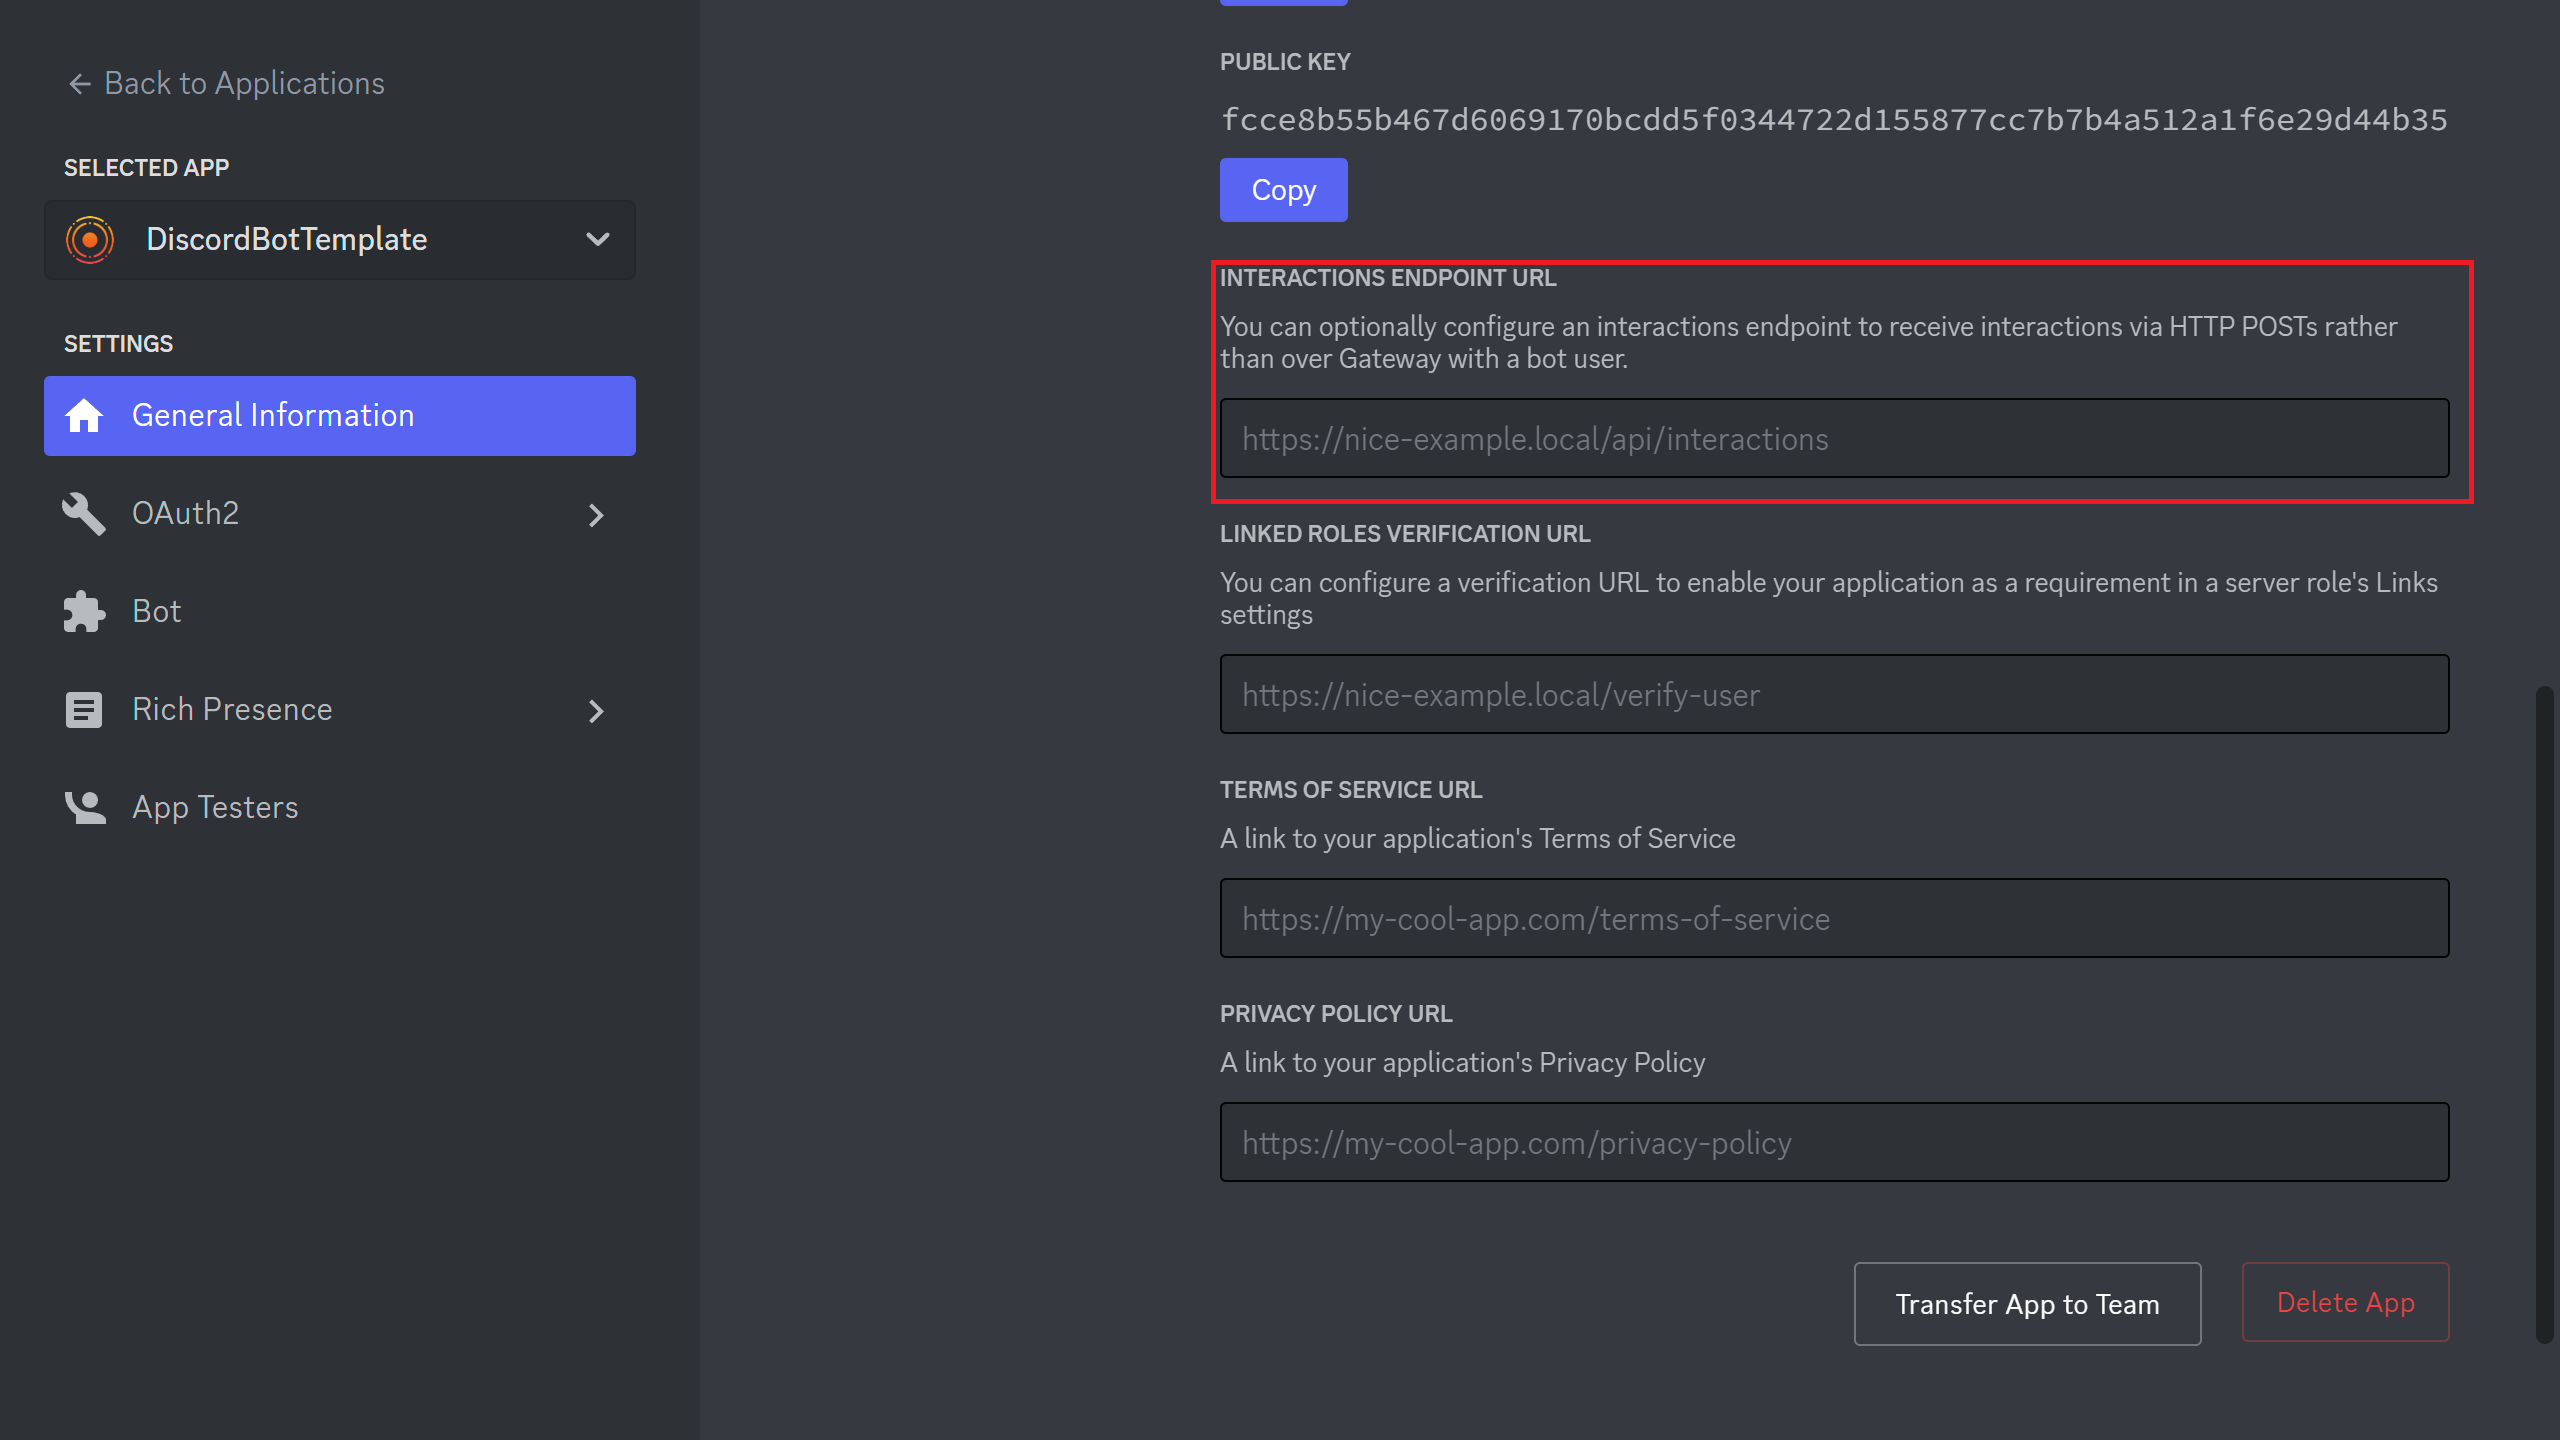 Back to Applications
SELECTED APP
DiscordBotTemplate
SETTINGS
General Information
OAuth2
Bot
Rich Presence
App Testers
PUBLIC KEY
fcce8b55b467d6069170bcdd5f0344722d155877cc7b7b4a512a1f6e29d44b35
Copy
INTERACTIONS ENDPOINT URL
You can optionally configure an interactions endpoint to receive interactions via HTTP POSTs rather
than over Gateway with a bot user.
https://nice-example.local/api/interactions
LINKED ROLES VERIFICATION URL
You can configure a verification URL to enable your application as a requirement in a server role's Links
settings
https://nice-example.local/verify-user
TERMS OF SERVICE URL
A link to your application's Terms of Service
https://my-cool-app.com/terms-of-service
PRIVACY POLICY URL
A link to your application's Privacy Policy
https://my-cool-app.com/privacy-policy
Transfer App to Team
Delete App